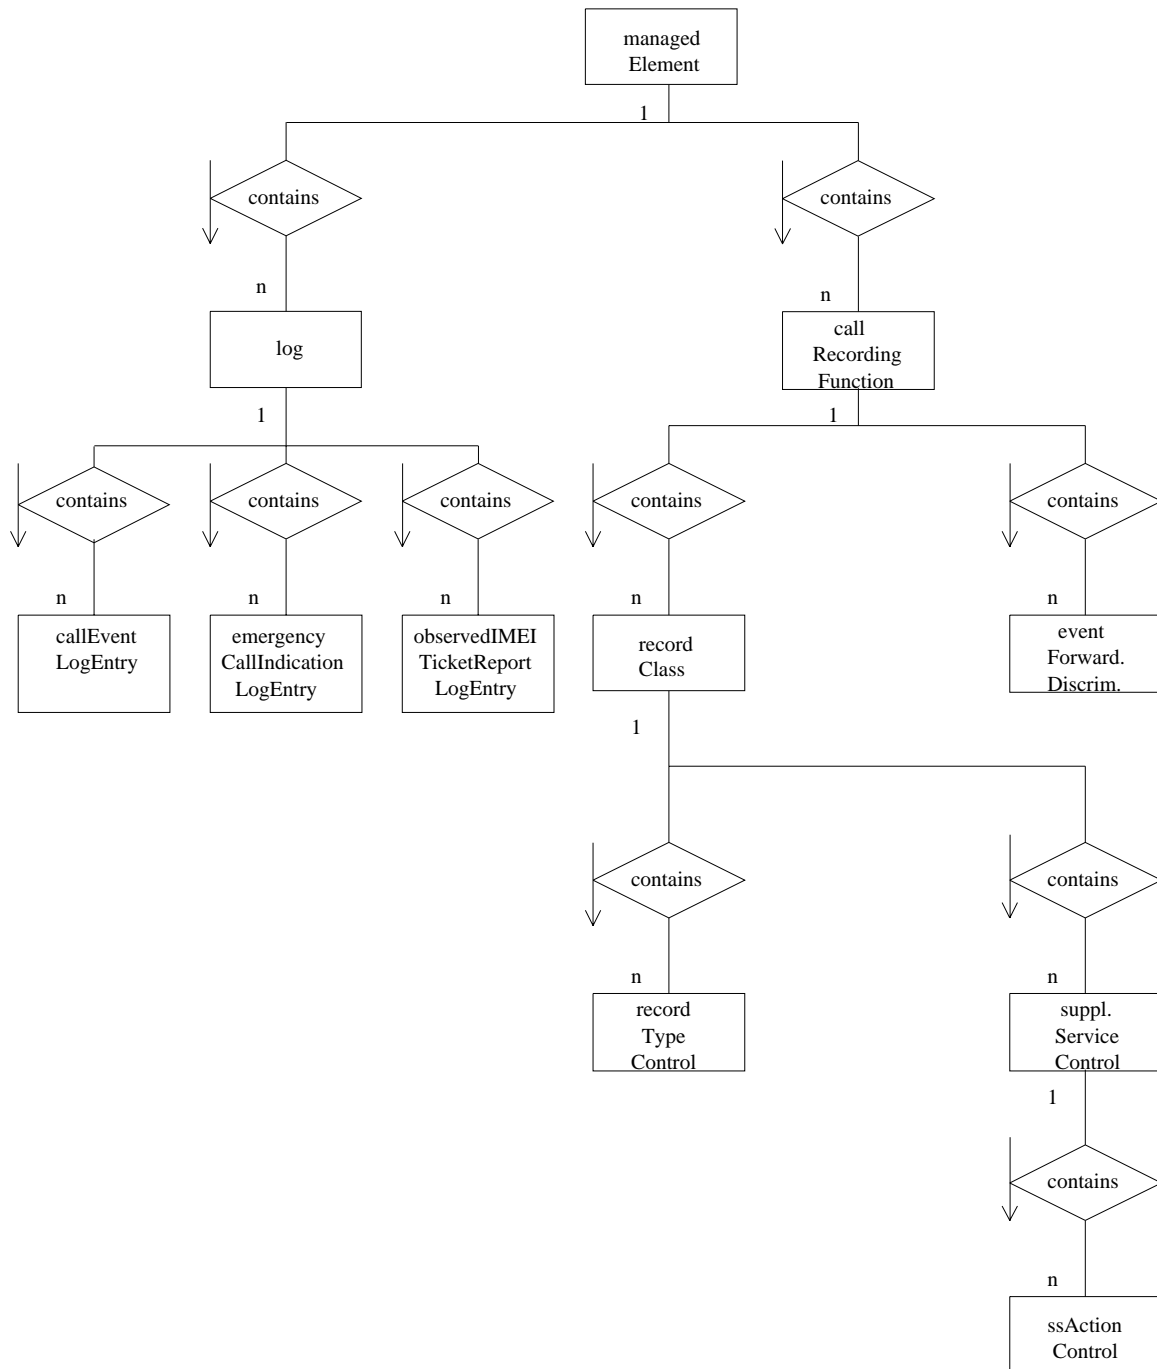 managed
Element
1
contains
contains
n
n
log
call
Recording
Function
1
1
contains
contains
contains
contains
contains
n
n
n
n
n
callEvent
LogEntry
emergency
CallIndication
LogEntry
observedIMEI
TicketReport
LogEntry
record
Class
event
Forward.
Discrim.
1
contains
contains
n
n
record
Type
Control
suppl.
Service
Control
1
contains
n
ssAction
Control